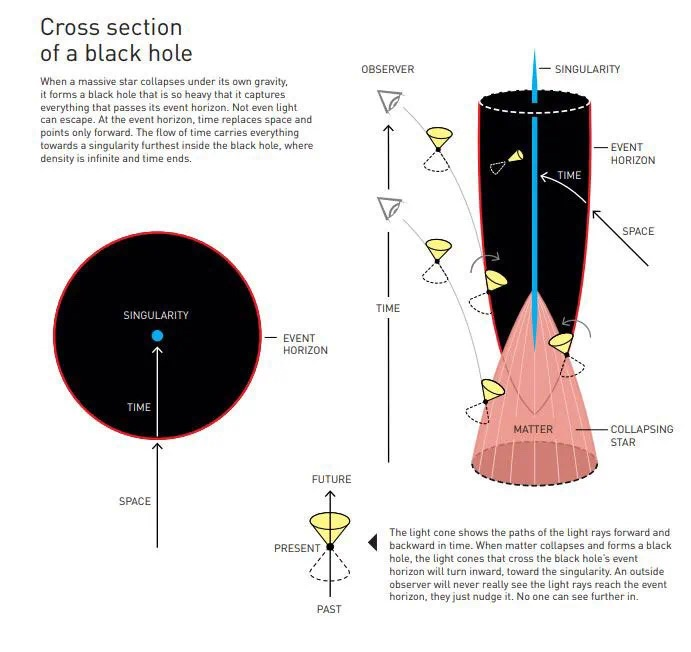 Cross section
of a black hole
When a massive star collapses under its own gravity,
it forms a black hole that is so heavy that it captures
everything that passes its event horizon. Not even light
can escape. At the event horizon, time replaces space and
points only forward. The flow of time carries everything
towards a singularity furthest inside the black hole, where
density is infinite and time ends.
OBSERVER
SINGULARITY
EVENT
HORIZON
TIME
SPACE
TIME
SINGULARITY
EVENT
HORIZON
TIME
SPACE
MATTER
COLLAPSING
STAR
FUTURE
PRESENT
PAST
The light cone shows the paths of the light rays forward and
backward in time. When matter collapses and forms a black
hole, the light cones that cross the black hole's event
horizon will turn inward, toward the singularity. An outside
observer will never really see the light rays reach the event
horizon, they just nudge it. No one can see further in.